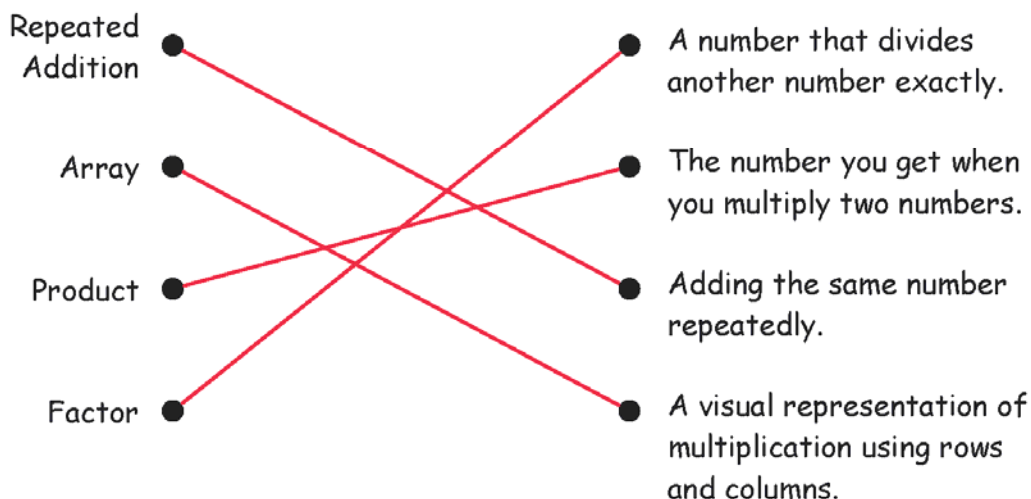 Repeated
Addition
A number that divides
another number exactly.
Array
The number you get when
you multiply two numbers.
Product
Adding the same number
repeatedly.
Factor
A visual representation of
multiplication using rows
and columns.